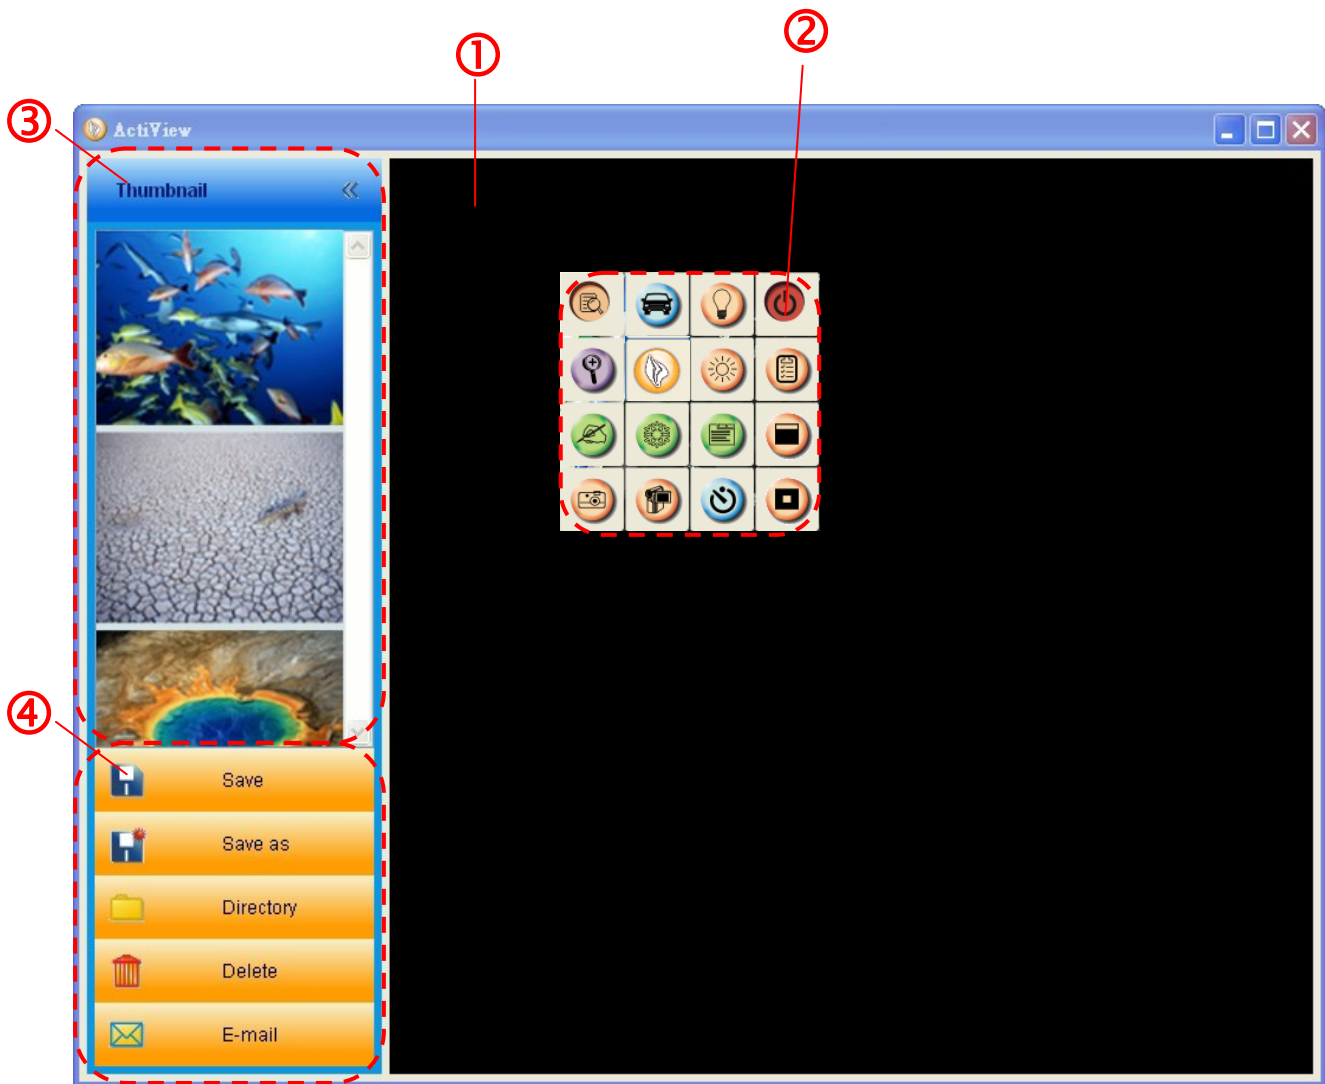 ①
②
③
ActiView
Thumbnail
④
Save
Save as
Directory
Delete
E-mail